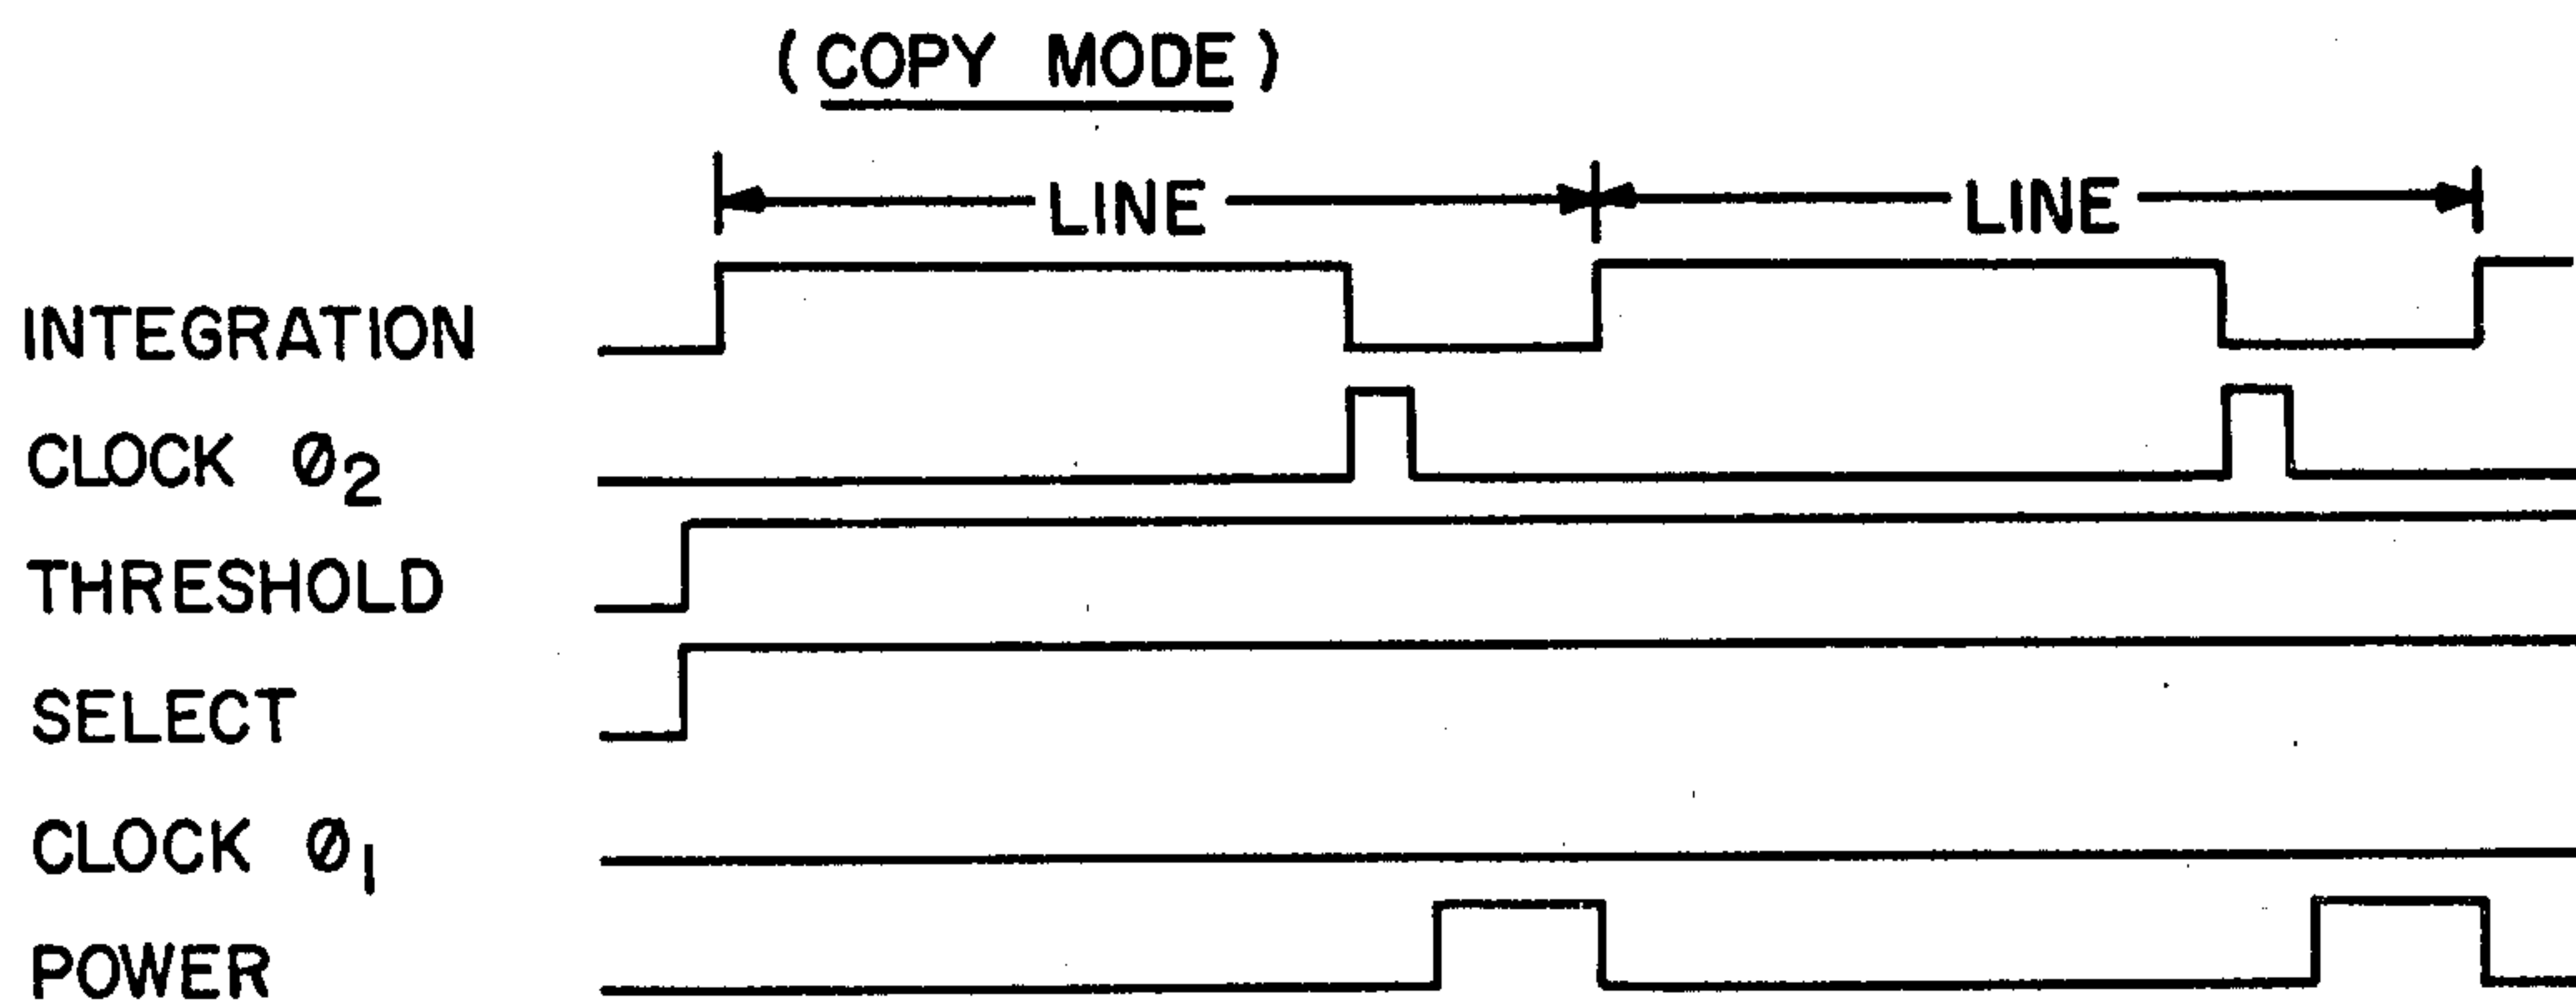 (COPY MODE)
LINE LINE
INTEGRATION
CLOCK Ø2
THRESHOLD
SELECT
CLOCK Ø1
POWER